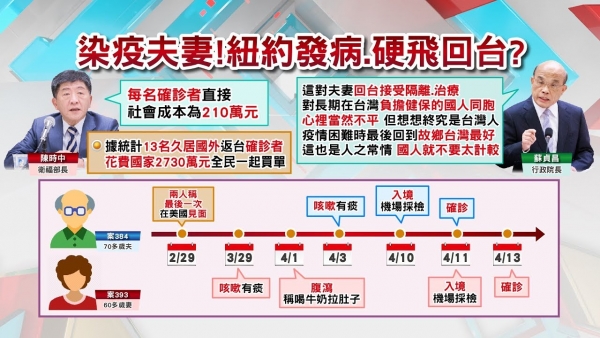 染疫夫妻!紐約發病.硬飛回台?
每名確診者直接
社會成本為210萬元
陳時中
衛福部長
據統計13名久居國外返台確診者
花費國家2730萬元全民一起買單
這對夫妻回台接受隔離.治療
對長期在台灣負擔健保的國人同胞
心裡當然不平 但想想終究是台灣人
疫情困難時最後回到故鄉台灣最好
這也是人之常情 國人就不要太計較
蘇貞昌
行政院長
案384
70多歲夫
兩人稱
最後一次
在美國見面
咳嗽有痰
入境
機場採檢
確診
2/29
3/29
4/1
4/3
4/10
4/11
4/13
案393
60多歲妻
咳嗽有痰
腹瀉
稱喝牛奶拉肚子
入境
機場採檢
確診